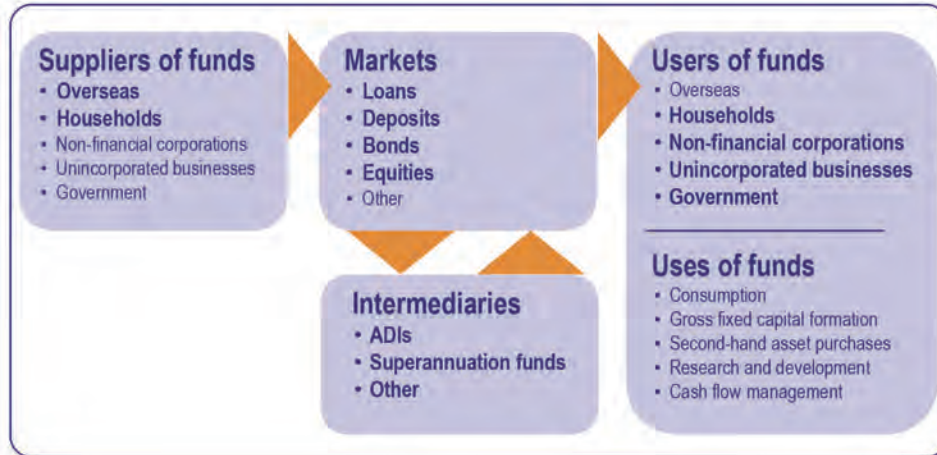 Suppliers of funds
• Overseas
• Households
• Non-financial corporations
• Unincorporated businesses
• Government
Markets
• Loans
• Deposits
• Bonds
• Equities
• Other
Intermediaries
• ADIs
• Superannuation funds
• Other
Users of funds
• Overseas
• Households
• Non-financial corporations
• Unincorporated businesses
• Government
Uses of funds
• Consumption
• Gross fixed capital formation
• Second-hand asset purchases
• Research and development
• Cash flow management